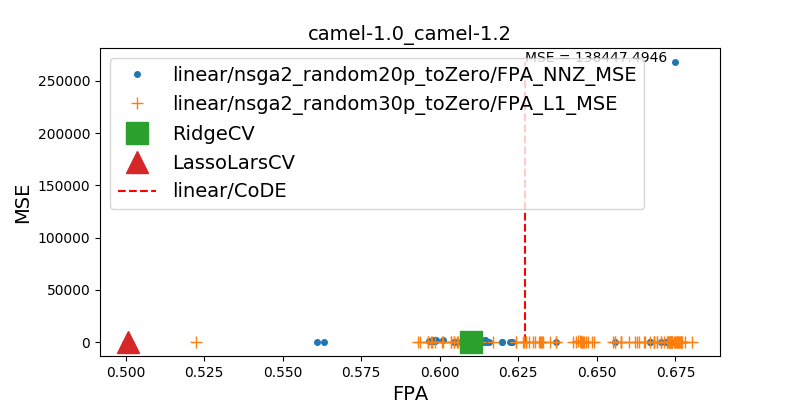 camel-1.0_camel-1.2
MSE = 138447.4946
linear/nsga2_random20p_toZero/FPA_NNZ_MSE
linear/nsga2_random30p_toZero/FPA_L1_MSE
RidgeCV
LassoLarsCV
linear/CoDE
MSE
250000
200000
150000
100000
50000
0
0.500 0.525 0.550 0.575 0.600 0.625 0.650 0.675
FPA